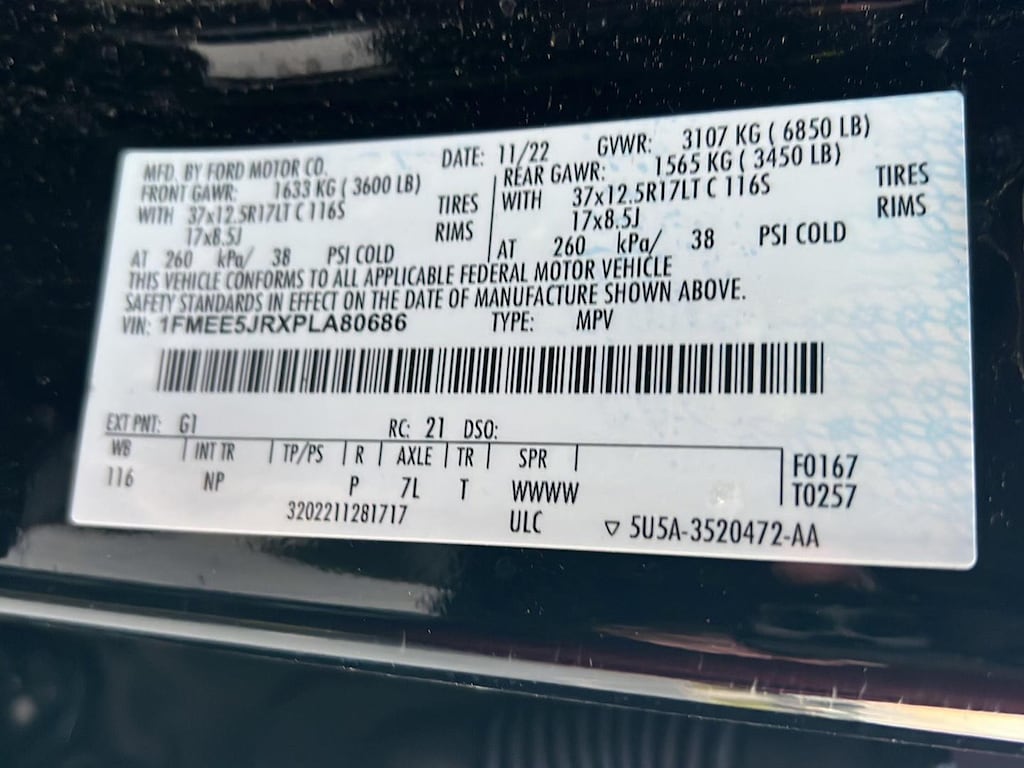 MFD. BY FORD MOTOR CO. DATE: 11/22 GVWR: 3107 KG ( 6850 LB)
FRONT GAWR: 1633 KG ( 3600 LB) REAR GAWR: 1565 KG ( 3450 LB)
WITH 37x12.5R17LT C 116S TIRES WITH 37x12.5R17LT C 116S TIRES
17x8.5J RIMS 17x8.5J RIMS
AT 260 kPa/ 38 PSI COLD AT 260 kPa/ 38 PSI COLD
THIS VEHICLE CONFORMS TO ALL APPLICABLE FEDERAL MOTOR VEHICLE
SAFETY STANDARDS IN EFFECT ON THE DATE OF MANUFACTURE SHOWN ABOVE.
VIN: 1FMEE5JRXPLA80686 TYPE: MPV
EXT PNT: G1 RC: 21 DSO:
WB INT TR TP/PS R AXLE TR SPR F0167
116 NP P 7L T WWWW T0257
3202211281717 ULC ▽ 5U5A-3520472-AA